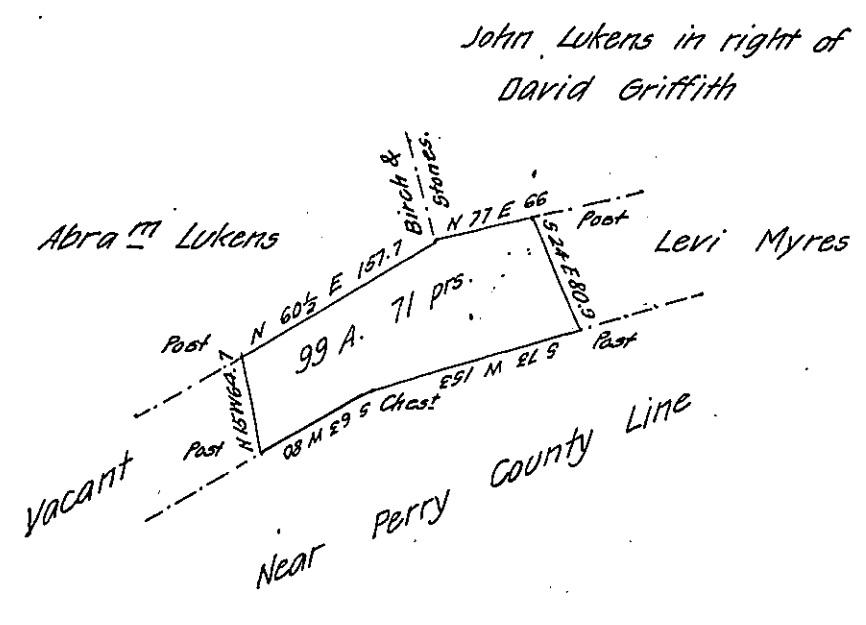 John Lukens in right of
David Griffith
Birch &
Stones.
Abram Lukens
N 77 E 66
Post
Levi Myres
N 60½ E 157.7
S 24 E 80.9
99 A. 71 prs.
Post
Post
N 15 W 64.7
S 73 W 153
Chest
S 63 W 80
Post
Vacant
Near Perry County Line